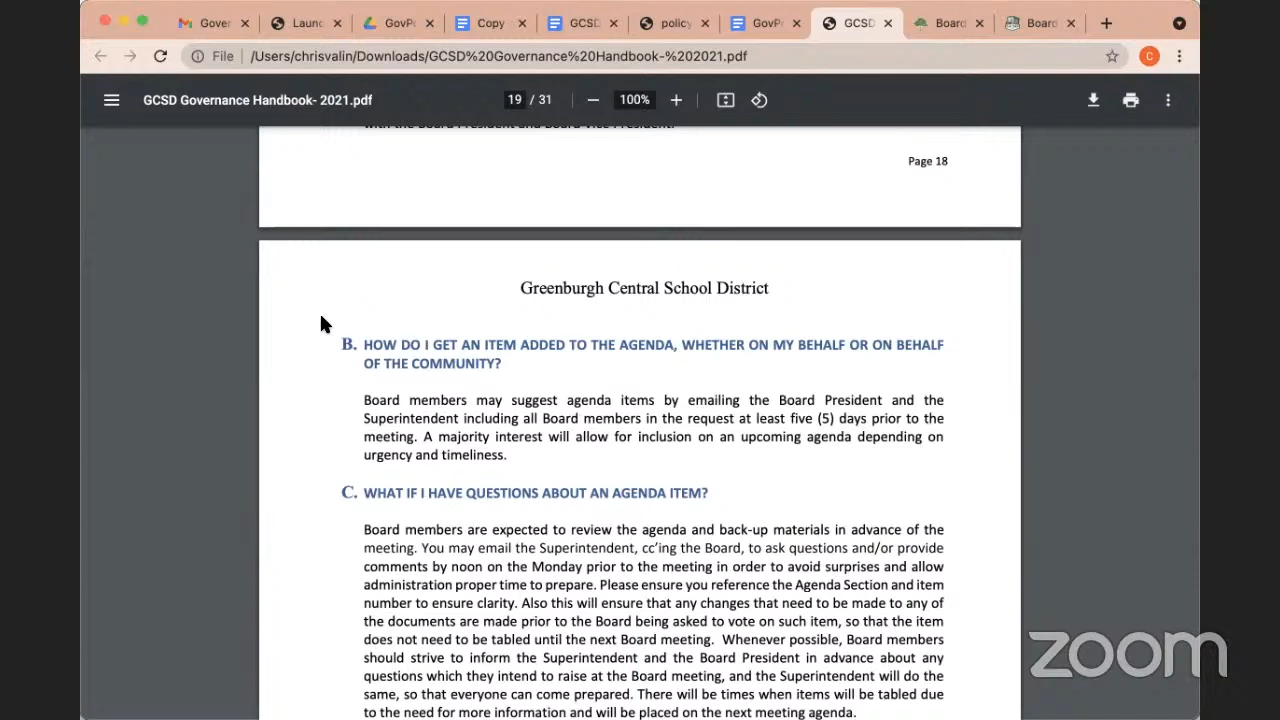 Gover
Launc
GovPo
Copy
GCSD
policy
GovPo
GCSD
Board
Board
File /Users/chrisvalin/Downloads/GCSD%20Governance%20Handbook-%202021.pdf
C
GCSD Governance Handbook- 2021.pdf
19 / 31
100%
with the Board President and Board Vice President.
Page 18
Greenburgh Central School District
B. HOW DO I GET AN ITEM ADDED TO THE AGENDA, WHETHER ON MY BEHALF OR ON BEHALF
OF THE COMMUNITY?
Board members may suggest agenda items by emailing the Board President and the
Superintendent including all Board members in the request at least five (5) days prior to the
meeting. A majority interest will allow for inclusion on an upcoming agenda depending on
urgency and timeliness.
C. WHAT IF I HAVE QUESTIONS ABOUT AN AGENDA ITEM?
Board members are expected to review the agenda and back-up materials in advance of the
meeting. You may email the Superintendent, cc'ing the Board, to ask questions and/or provide
comments by noon on the Monday prior to the meeting in order to avoid surprises and allow
administration proper time to prepare. Please ensure you reference the Agenda Section and item
number to ensure clarity. Also this will ensure that any changes that need to be made to any of
the documents are made prior to the Board being asked to vote on such item, so that the item
does not need to be tabled until the next Board meeting. Whenever possible, Board members
should strive to inform the Superintendent and the Board President in advance about any
questions which they intend to raise at the Board meeting, and the Superintendent will do the
same, so that everyone can come prepared. There will be times when items will be tabled due
to the need for more information and will be placed on the next meeting agenda.
zoom